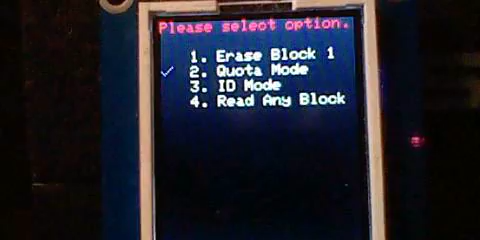 Please select option.
1. Erase Block 1
✓ 2. Quota Mode
3. ID Mode
4. Read Any Block